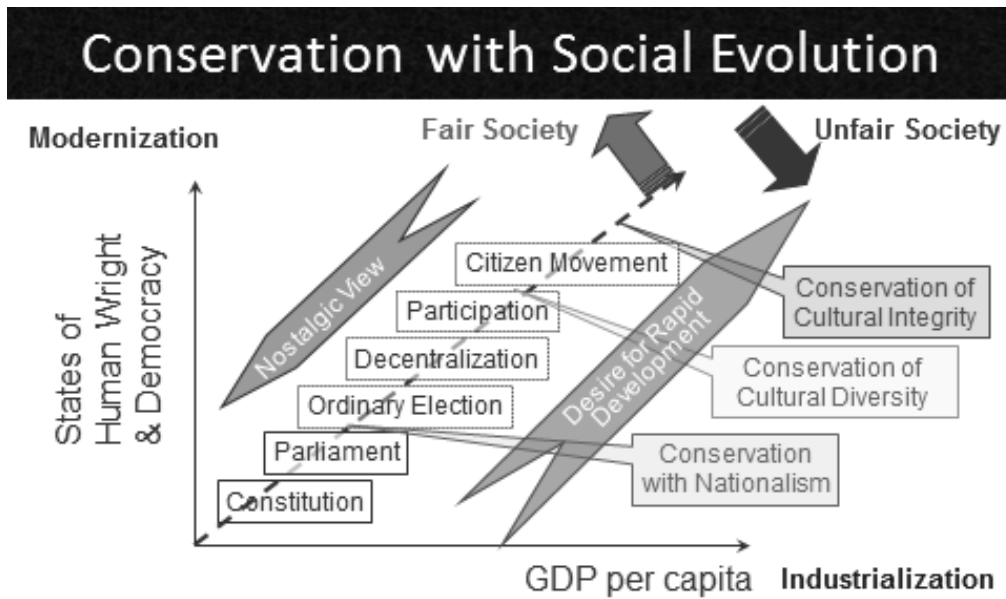 Conservation with Social Evolution
Modernization
Fair Society
Unfair Society
States of
Human Wright
& Democracy
Nostalgic View
Citizen Movement
Participation
Decentralization
Ordinary Election
Parliament
Constitution
Desire for Rapid
Development
Conservation of
Cultural Integrity
Conservation of
Cultural Diversity
Conservation
with Nationalism
GDP per capita
Industrialization